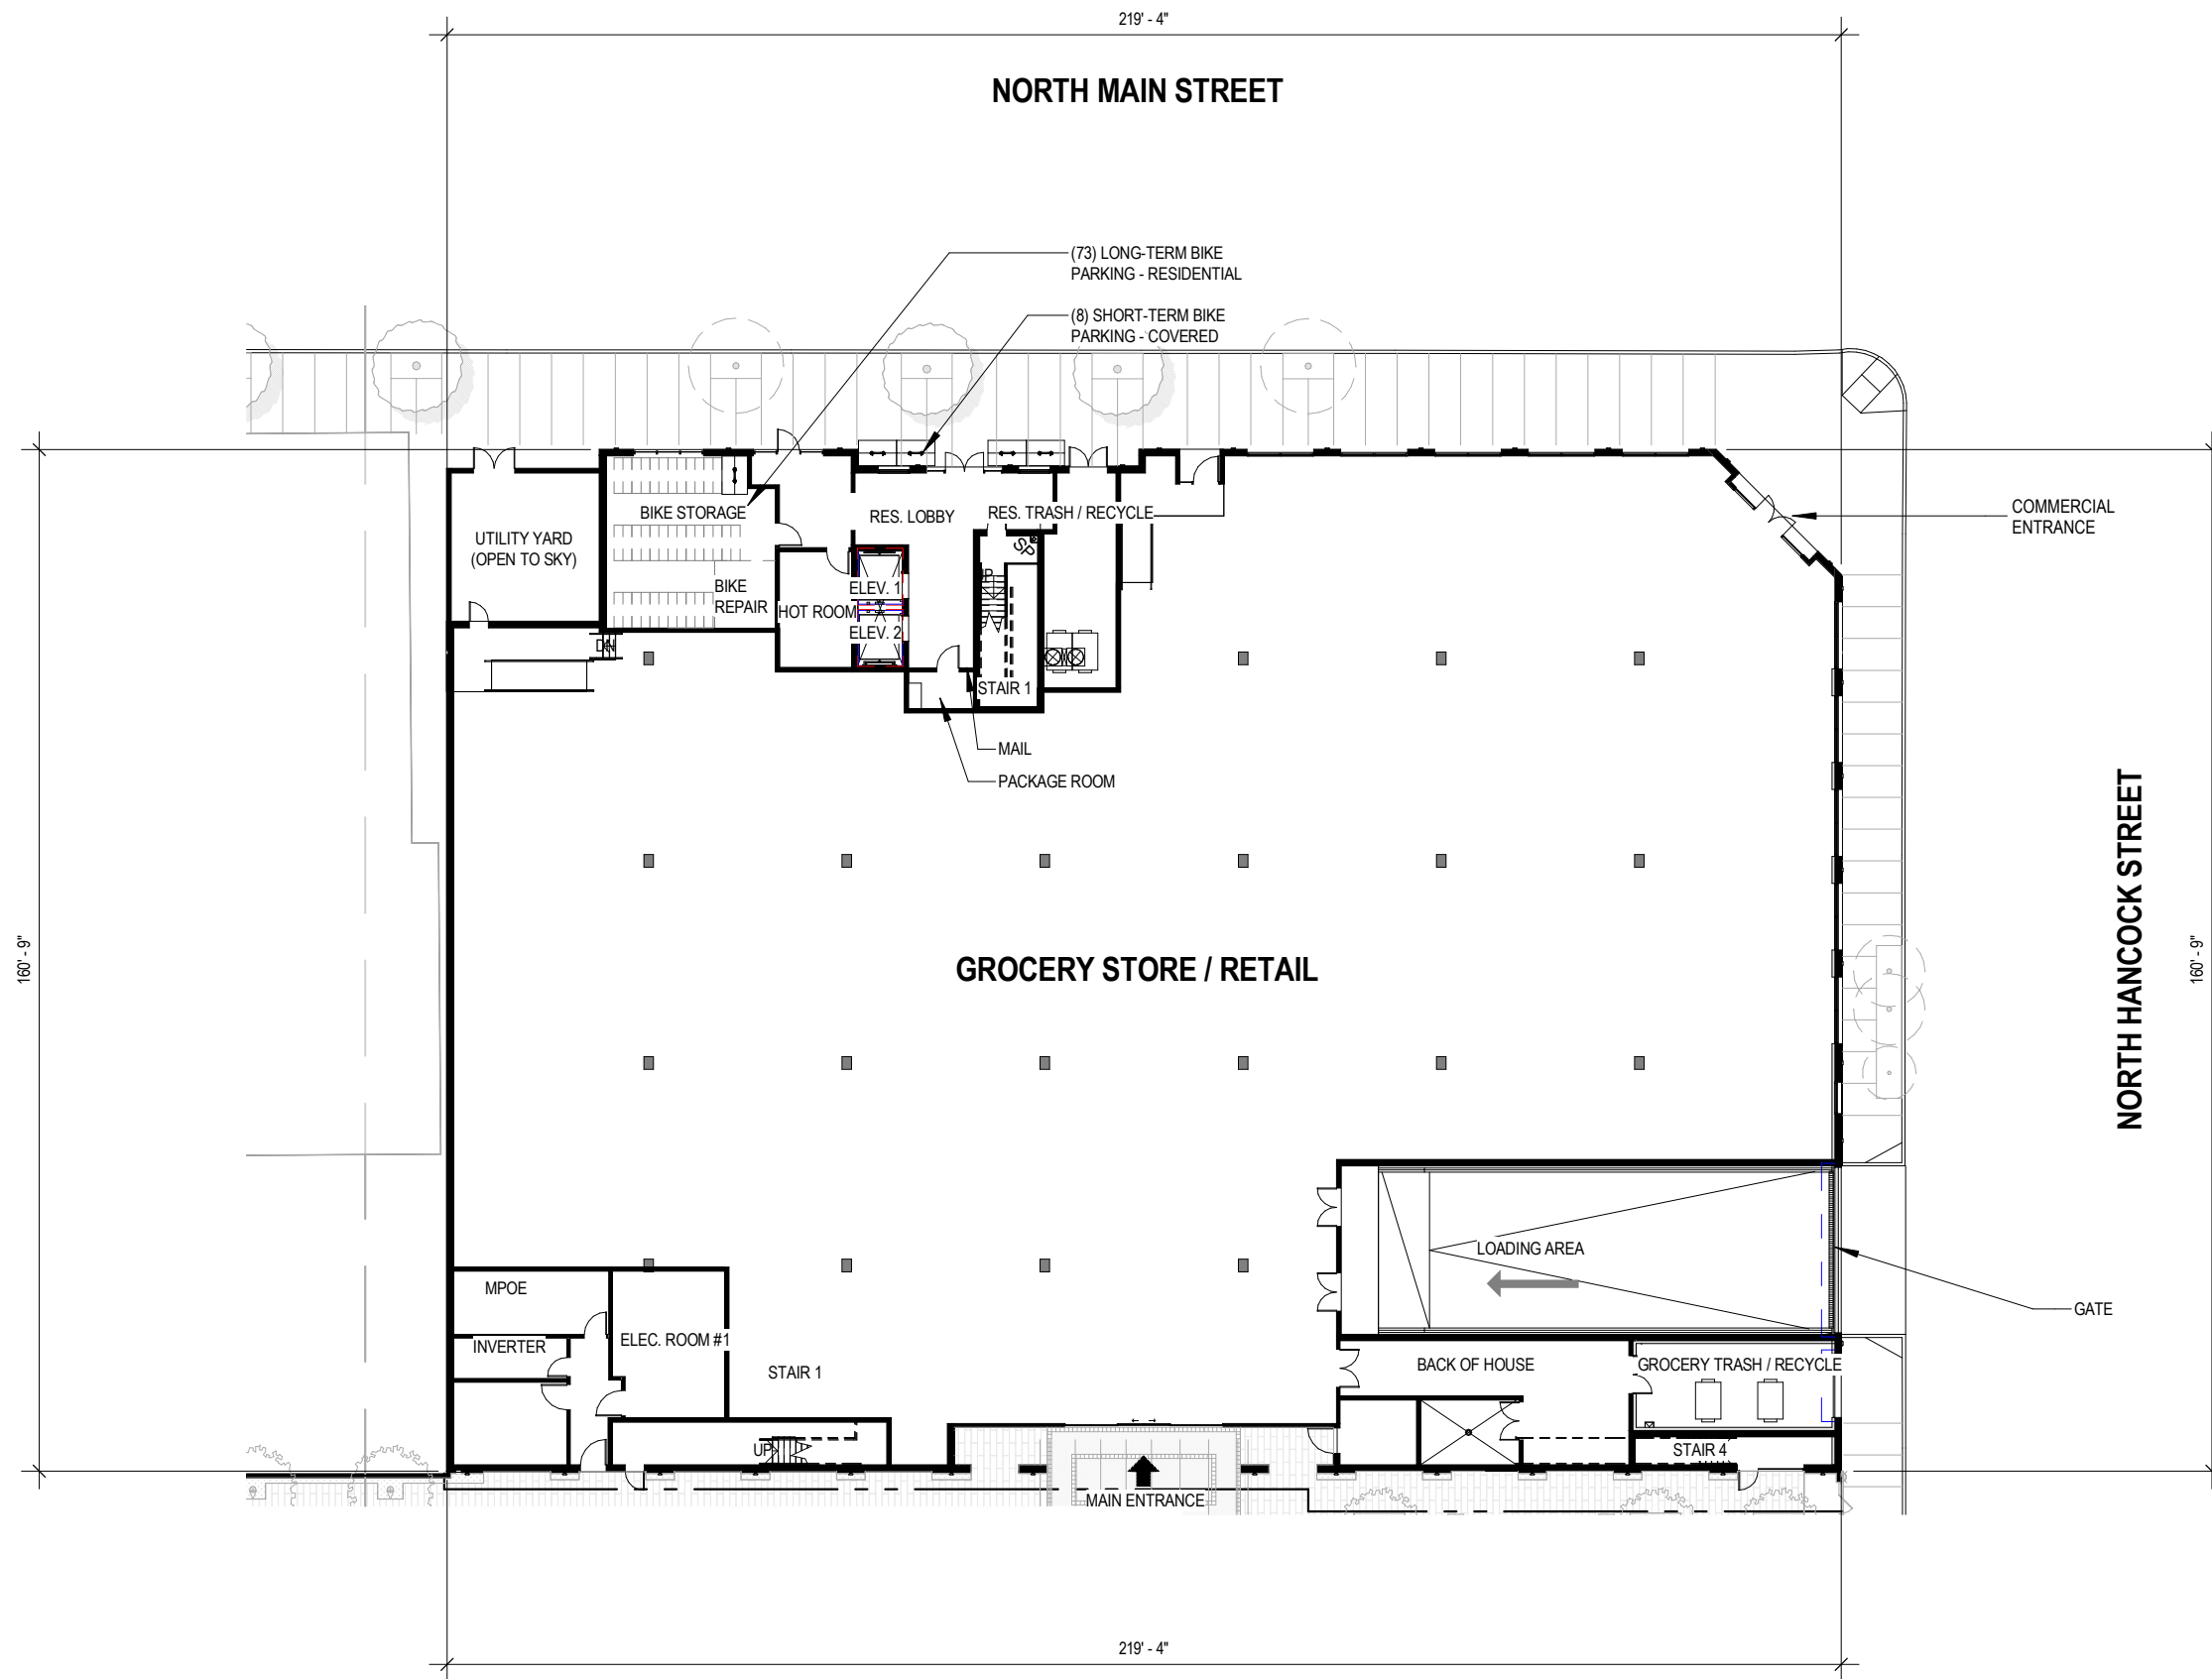 219' - 4"
NORTH MAIN STREET
(73) LONG-TERM BIKE
PARKING - RESIDENTIAL
(8) SHORT-TERM BIKE
PARKING - COVERED
COMMERCIAL
ENTRANCE
BIKE STORAGE
RES. LOBBY
RES. TRASH / RECYCLE
UTILITY YARD
(OPEN TO SKY)
SP
BIKE
REPAIR
HOT ROOM
ELEV. 1
ELEV. 2
DN
STAIR 1
MAIL
PACKAGE ROOM
NORTH HANCOCK STREET
160' - 9"
160' - 9"
GROCERY STORE / RETAIL
LOADING AREA
GATE
MPOE
INVERTER
ELEC. ROOM #1
STAIR 1
BACK OF HOUSE
GROCERY TRASH / RECYCLE
UP
STAIR 4
MAIN ENTRANCE
219' - 4"